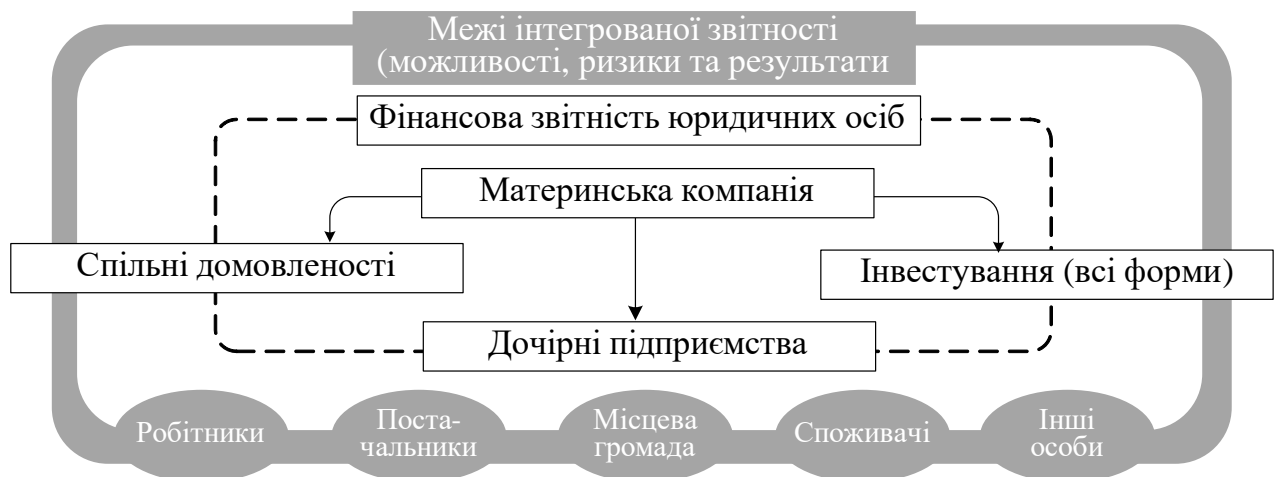 Межі інтегрованої звітності
(можливості, ризики та результати
Фінансова звітність юридичних осіб
Материнська компанія
Спільні домовленості
Інвестування (всі форми)
Дочірні підприємства
Робітники
Поста-
чальники
Місцева
громада
Споживачі
Інші
особи